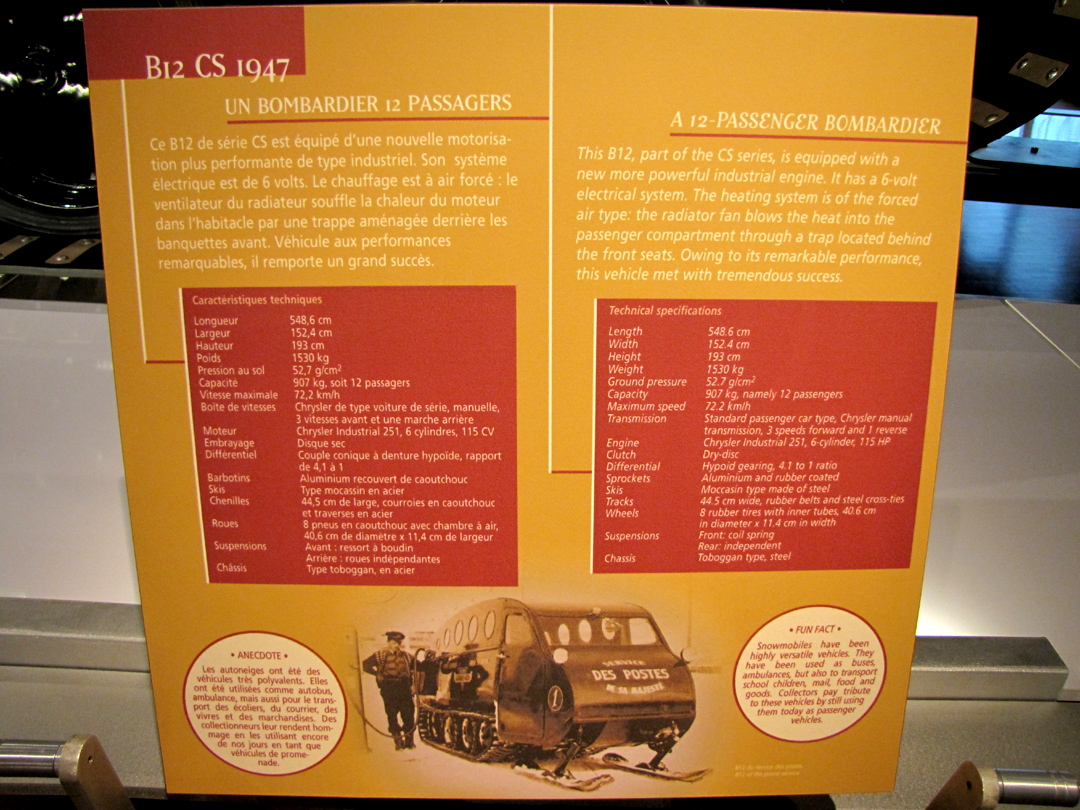 B12 CS 1947
UN BOMBARDIER 12 PASSAGERS
Ce B12 de série CS est équipé d'une nouvelle motorisa-
tion plus performante de type industriel. Son système
électrique est de 6 volts. Le chauffage est à air forcé : le
ventilateur du radiateur souffle la chaleur du moteur
dans l'habitacle par une trappe aménagée derrière les
banquettes avant. Véhicule aux performances
remarquables, il remporte un grand succès.
Caractéristiques techniques
Longueur 548,6 cm
Largeur 152,4 cm
Hauteur 193 cm
Poids 1530 kg
Pression au sol 52,7 g/cm²
Capacité 907 kg, soit 12 passagers
Vitesse maximale 72,2 km/h
Boîte de vitesses Chrysler de type voiture de série, manuelle,
3 vitesses avant et une marche arrière
Moteur Chrysler Industrial 251, 6 cylindres, 115 CV
Embrayage Disque sec
Différentiel Couple conique à denture hypoïde, rapport
de 4,1 à 1
Barbotins Aluminium recouvert de caoutchouc
Skis Type mocassin en acier
Chenilles 44,5 cm de large, courroies en caoutchouc
et traverses en acier
Roues 8 pneus en caoutchouc avec chambre à air,
40,6 cm de diamètre x 11,4 cm de largeur
Suspensions Avant : ressort à boudin
Arrière : roues indépendantes
Châssis Type toboggan, en acier
A 12-PASSENGER BOMBARDIER
This B12, part of the CS series, is equipped with a
new more powerful industrial engine. It has a 6-volt
electrical system. The heating system is of the forced
air type: the radiator fan blows the heat into the
passenger compartment through a trap located behind
the front seats. Owing to its remarkable performance,
this vehicle met with tremendous success.
Technical specifications
Length 548.6 cm
Width 152.4 cm
Height 193 cm
Weight 1530 kg
Ground pressure 52.7 g/cm²
Capacity 907 kg, namely 12 passengers
Maximum speed 72.2 km/h
Transmission Standard passenger car type, Chrysler manual
transmission, 3 speeds forward and 1 reverse
Engine Chrysler Industrial 251, 6-cylinder, 115 HP
Clutch Dry-disc
Differential Hypoid gearing, 4.1 to 1 ratio
Sprockets Aluminium and rubber coated
Skis Moccasin type made of steel
Tracks 44.5 cm wide, rubber belts and steel cross-ties
Wheels 8 rubber tires with inner tubes, 40.6 cm
in diameter x 11.4 cm in width
Suspensions Front: coil spring
Rear: independent
Chassis Toboggan type, steel
• ANECDOTE •
Les autoneiges ont été des
véhicules très polyvalents. Elles
ont été utilisées comme autobus,
ambulance, mais aussi pour le trans-
port des écoliers, du courrier, des
vivres et des marchandises. Des
collectionneurs leur rendent hom-
mage en les utilisant encore
de nos jours en tant que
véhicules de prome-
nade.
SERVICE
DES POSTES
DE SA MAJESTÉ
1
• FUN FACT •
Snowmobiles have been
highly versatile vehicles. They
have been used as buses,
ambulances, but also to transport
school children, mail, food and
goods. Collectors pay tribute
to these vehicles by still using
them today as passenger
vehicles.
B12 du service des postes
B12 of the postal service